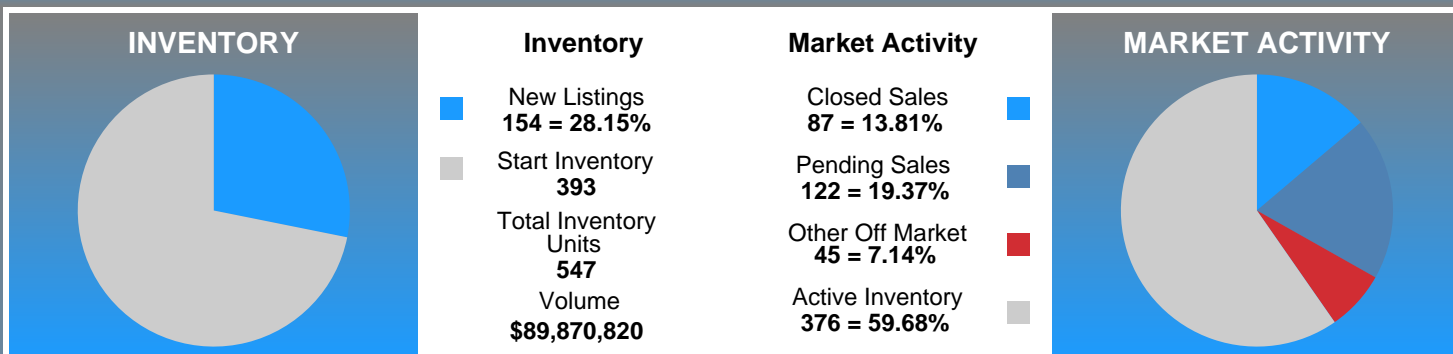 INVENTORY
Inventory
New Listings
154 = 28.15%
Start Inventory
393
Total Inventory
Units
547
Volume
$89,870,820
Market Activity
Closed Sales
87 = 13.81%
Pending Sales
122 = 19.37%
Other Off Market
45 = 7.14%
Active Inventory
376 = 59.68%
MARKET ACTIVITY